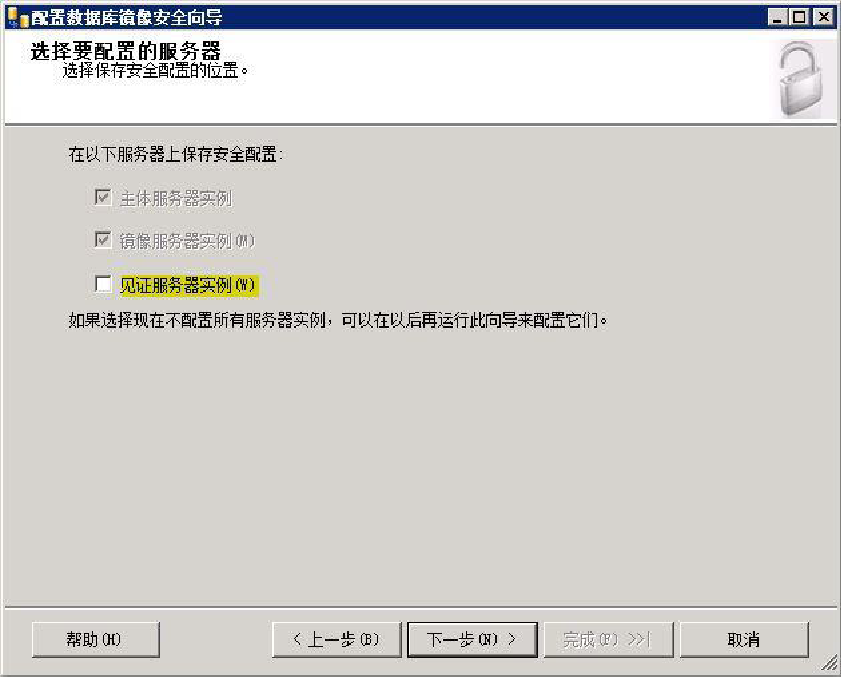 配置数据库镜像安全向导
选择要配置的服务器
选择保存安全配置的位置。
在以下服务器上保存安全配置:
主体服务器实例
镜像服务器实例(M)
见证服务器实例(W)
如果选择现在不配置所有服务器实例，可以在以后再运行此向导来配置它们。
帮助(H)
< 上一步(B)
下一步(N) >
完成(F) >>|
取消